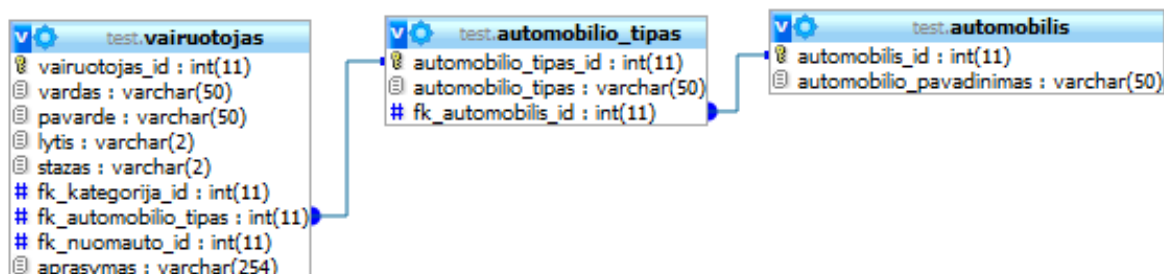 test.vairuotojas
vairuotojas_id : int(11)
vardas : varchar(50)
pavarde : varchar(50)
lytis : varchar(2)
stazas : varchar(2)
# fk_kategorija_id : int(11)
# fk_automobilio_tipas : int(11)
# fk_nuomauto_id : int(11)
aprasymas : varchar(254)
test.automobilio_tipas
automobilio_tipas_id : int(11)
automobilio_tipas : varchar(50)
# fk_automobilis_id : int(11)
test.automobilis
automobilis_id : int(11)
automobilio_pavadinimas : varchar(50)